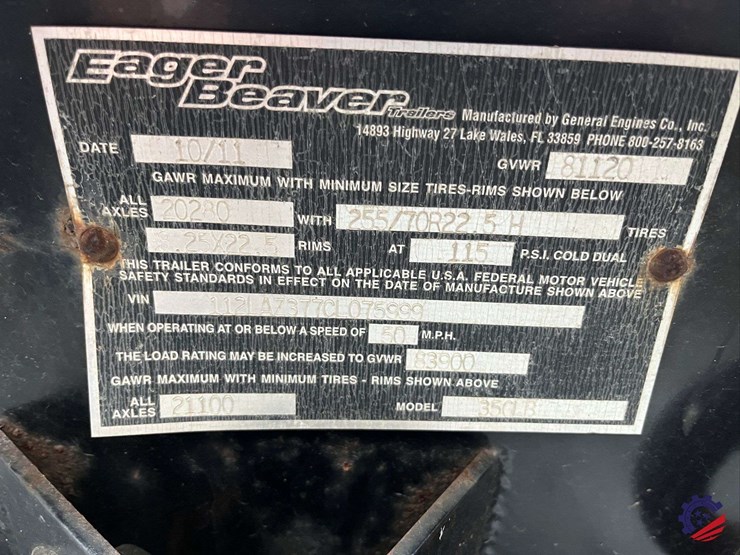 Eager
Beaver Trailers Manufactured by General Engines Co., Inc.
14893 Highway 27 Lake Wales, FL 33859 PHONE 800-257-8163
DATE 10/11 GVWR 81120
GAWR MAXIMUM WITH MINIMUM SIZE TIRES-RIMS SHOWN BELOW
ALL AXLES 20280 WITH 255/70R22.5 H TIRES
8.25X22.5 RIMS AT 115 P.S.I. COLD DUAL
THIS TRAILER CONFORMS TO ALL APPLICABLE U.S.A. FEDERAL MOTOR VEHICLE
SAFETY STANDARDS IN EFFECT ON THE DATE OF MANUFACTURE SHOWN ABOVE
VIN
WHEN OPERATING AT OR BELOW A SPEED OF 50 M.P.H.
THE LOAD RATING MAY BE INCREASED TO GVWR 83900
GAWR MAXIMUM WITH MINIMUM TIRES - RIMS SHOWN ABOVE
ALL AXLES 21100 MODEL